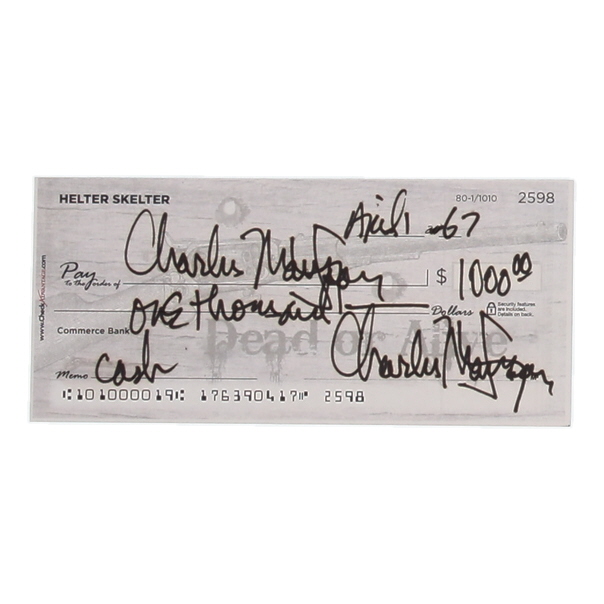 HELTER SKELTER
80-1/1010 2598
April 1 67
Pay to the order of Charles Manson $ 1000.00
one thousand Dollars
Security features are included. Details on back.
Commerce Bank
Dead or Alive
Memo cash Charles Manson
⑆101000019⑆ 176390417⑈ 2598